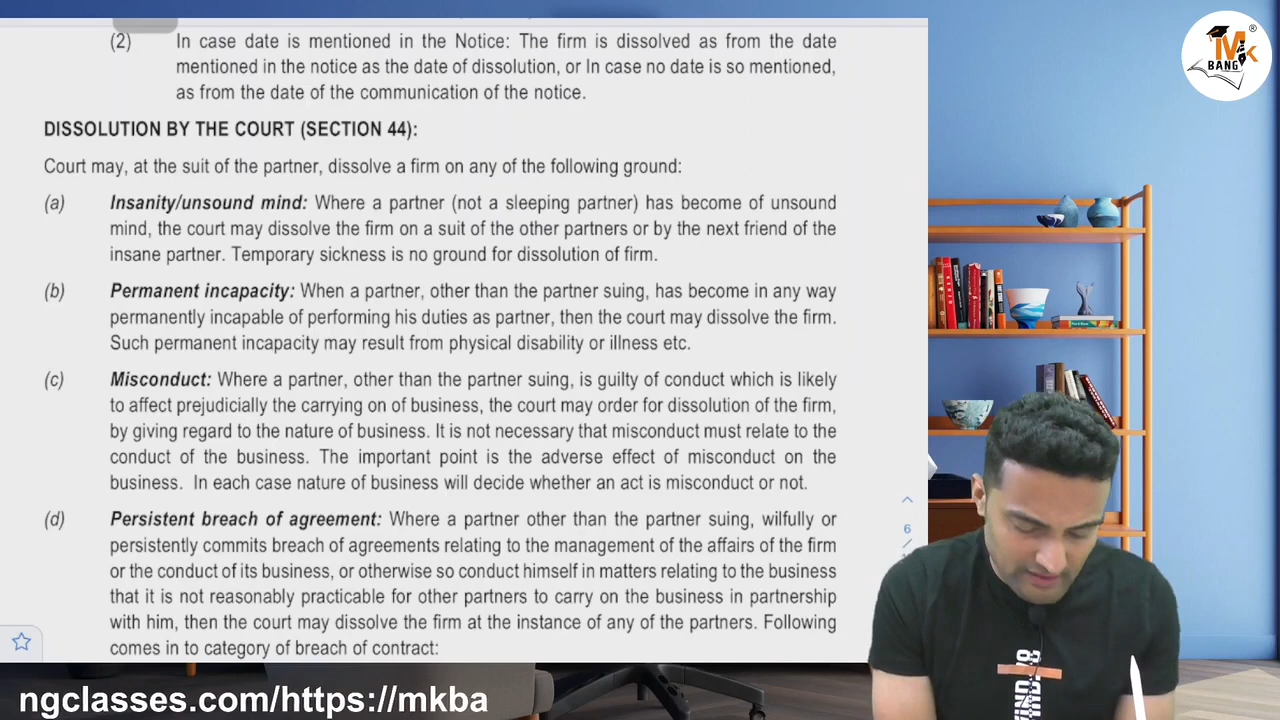 (2) In case date is mentioned in the Notice: The firm is dissolved as from the date
mentioned in the notice as the date of dissolution, or In case no date is so mentioned,
as from the date of the communication of the notice.
DISSOLUTION BY THE COURT (SECTION 44):
Court may, at the suit of the partner, dissolve a firm on any of the following ground:
(a) Insanity/unsound mind: Where a partner (not a sleeping partner) has become of unsound
mind, the court may dissolve the firm on a suit of the other partners or by the next friend of the
insane partner. Temporary sickness is no ground for dissolution of firm.
(b) Permanent incapacity: When a partner, other than the partner suing, has become in any way
permanently incapable of performing his duties as partner, then the court may dissolve the firm.
Such permanent incapacity may result from physical disability or illness etc.
(c) Misconduct: Where a partner, other than the partner suing, is guilty of conduct which is likely
to affect prejudicially the carrying on of business, the court may order for dissolution of the firm,
by giving regard to the nature of business. It is not necessary that misconduct must relate to the
conduct of the business. The important point is the adverse effect of misconduct on the
business. In each case nature of business will decide whether an act is misconduct or not.
(d) Persistent breach of agreement: Where a partner other than the partner suing, wilfully or
persistently commits breach of agreements relating to the management of the affairs of the firm
or the conduct of its business, or otherwise so conduct himself in matters relating to the business
that it is not reasonably practicable for other partners to carry on the business in partnership
with him, then the court may dissolve the firm at the instance of any of the partners. Following
comes in to category of breach of contract:
6
MK
BANG
®
ngclasses.com/https://mkba